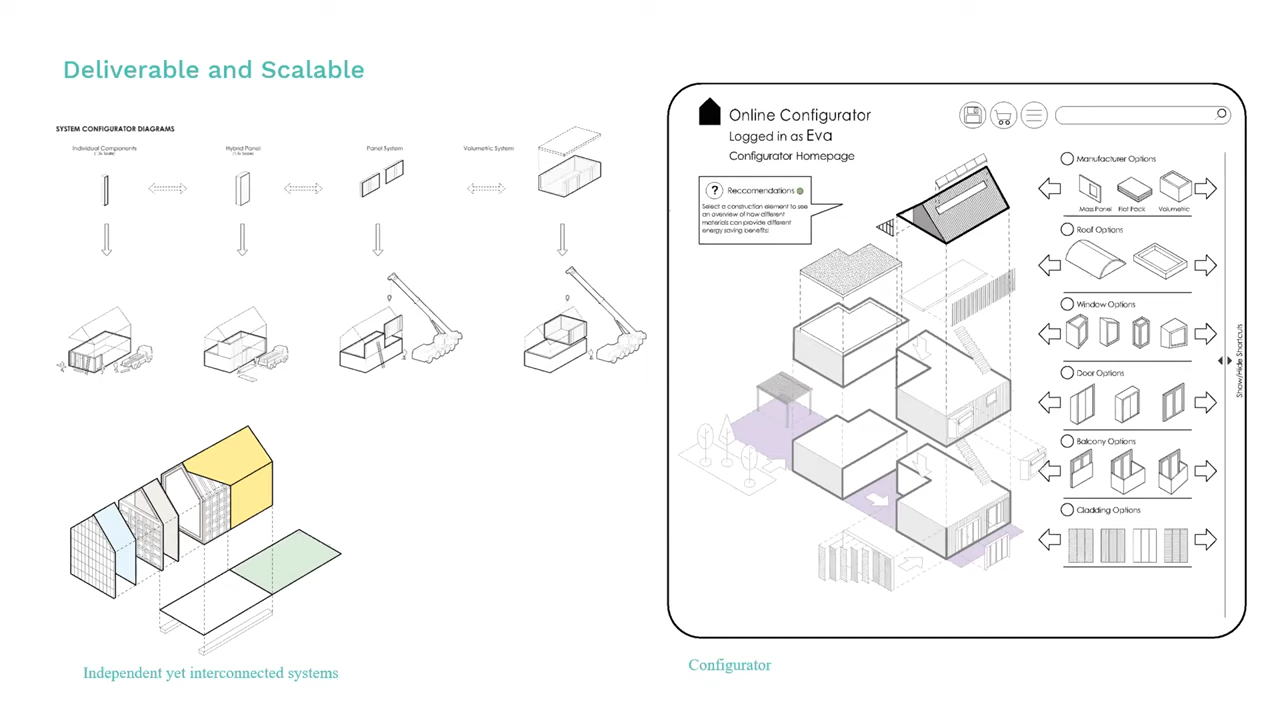 Deliverable and Scalable
SYSTEM CONFIGURATOR DIAGRAMS
Individual Components
Hybrid Panel
Panel System
Volumetric System
Independent yet interconnected systems
Online Configurator
Logged in as Eva
Configurator Homepage
? Reccomendations
Select a construction element to see
an overview of how different
materials can provide different
energy saving benefits:
Manufacturer Options
Mass Panel Flat Pack Volumetric
Roof Options
Window Options
Door Options
Balcony Options
Cladding Options
Show/Hide Shortcuts
Configurator